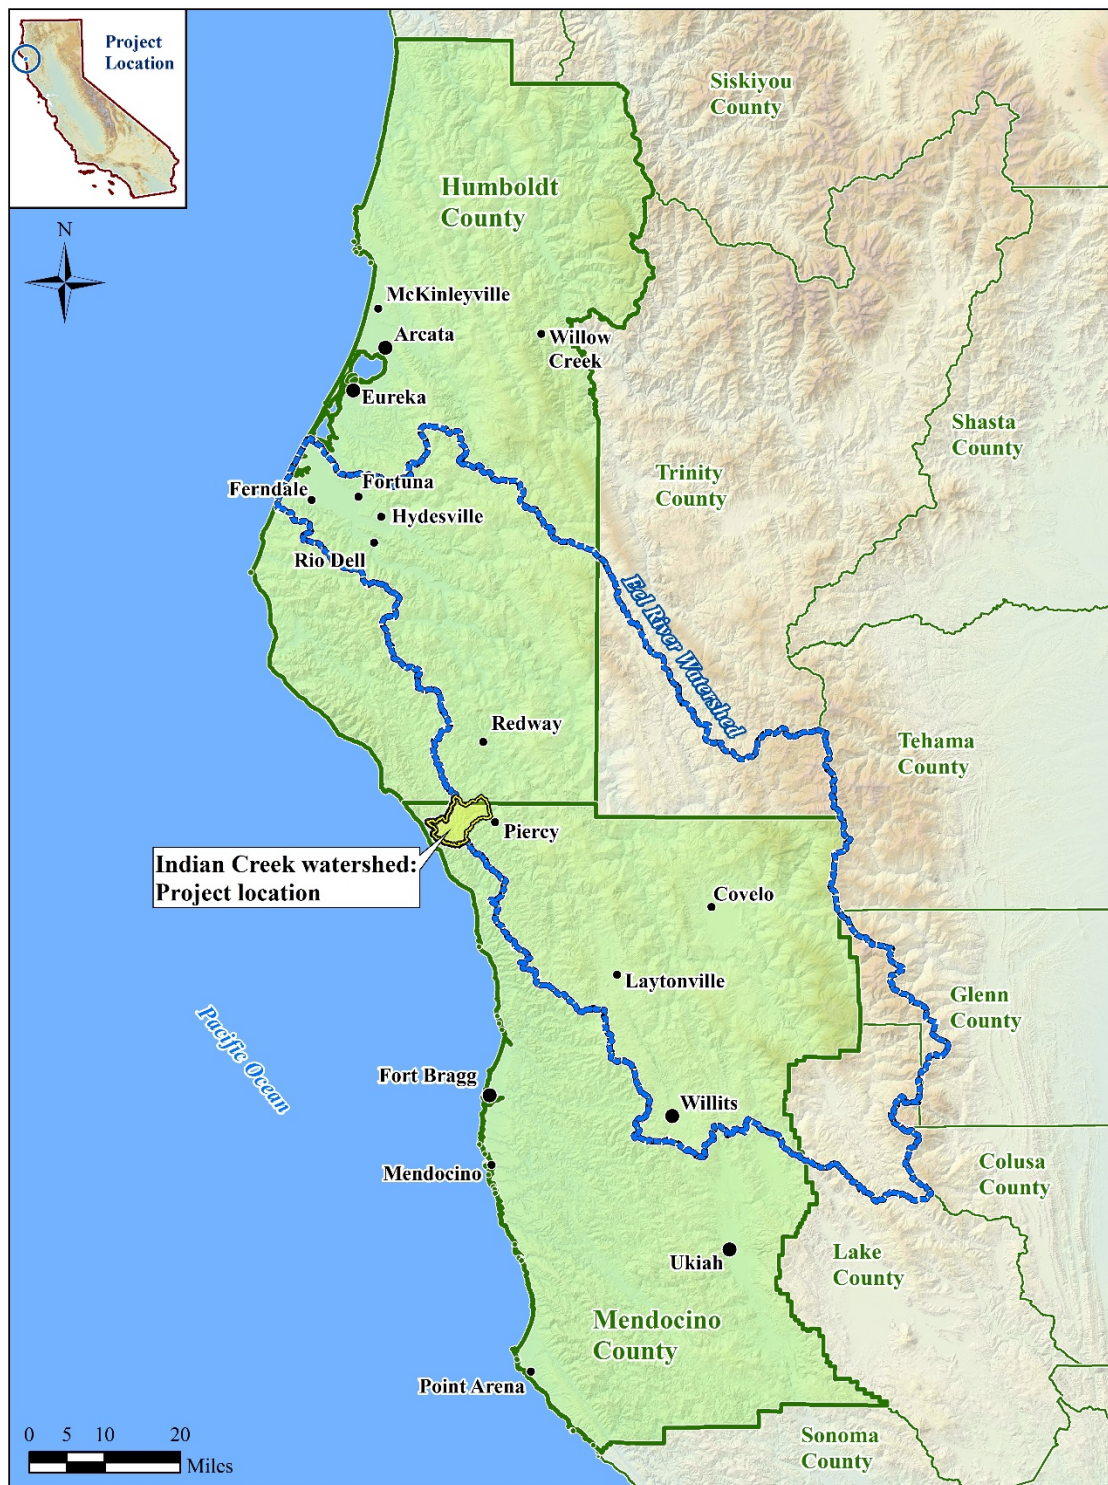 Project
Location
N
Siskiyou
County
Humboldt
County
McKinleyville
Arcata
Willow
Creek
Eureka
Shasta
County
Trinity
County
Ferndale
Fortuna
Hydesville
Rio Dell
Eel River Watershed
Redway
Tehama
County
Piercy
Indian Creek watershed:
Project location
Covelo
Laytonville
Glenn
County
Pacific Ocean
Fort Bragg
Willits
Mendocino
Colusa
County
Ukiah
Lake
County
Mendocino
County
Point Arena
Sonoma
County
0 5 10 20
Miles